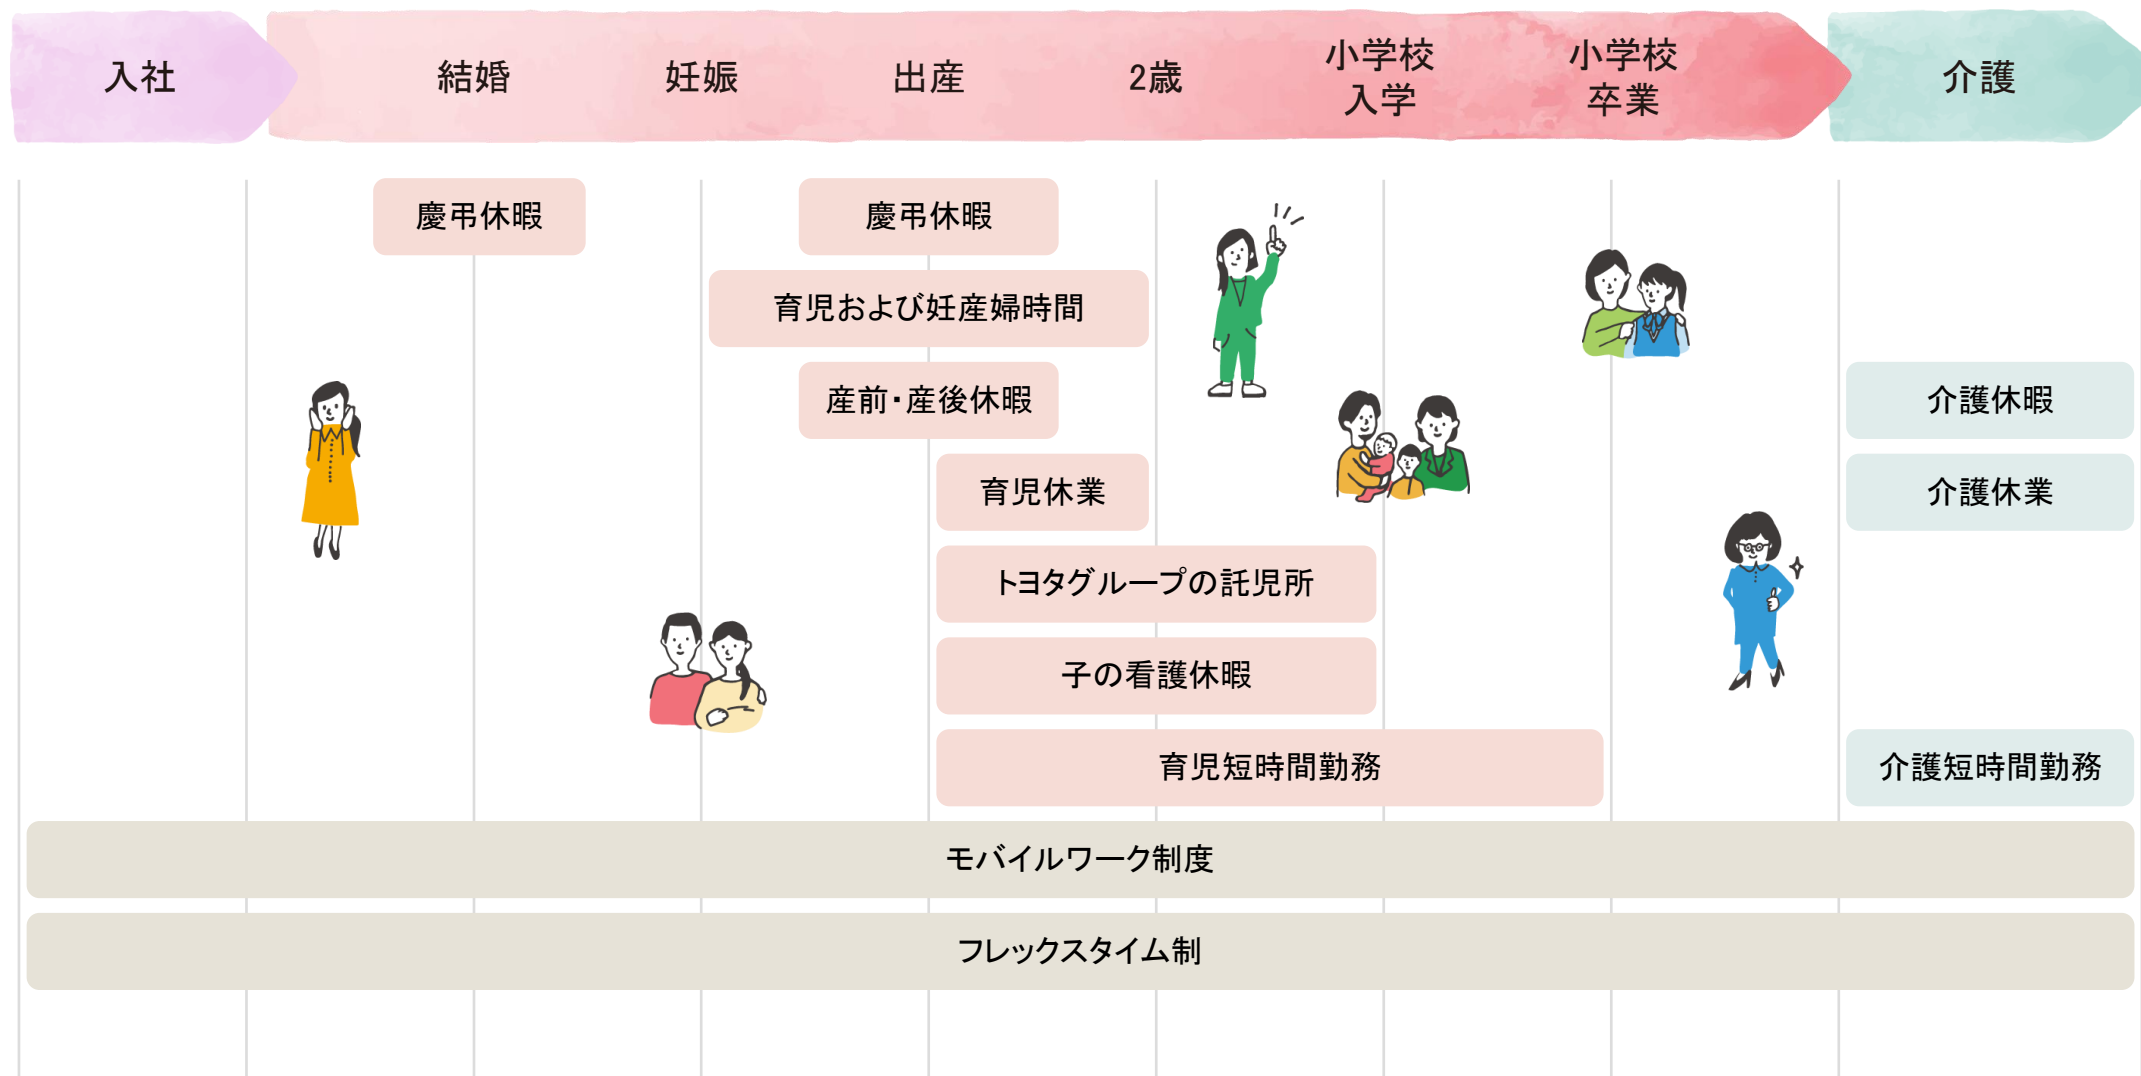 入社
結婚
妊娠
出産
2歳
小学校
入学
小学校
卒業
介護
慶弔休暇
慶弔休暇
育児および妊産婦時間
産前・産後休暇
介護休暇
育児休業
介護休業
トヨタグループの託児所
子の看護休暇
育児短時間勤務
介護短時間勤務
モバイルワーク制度
フレックスタイム制